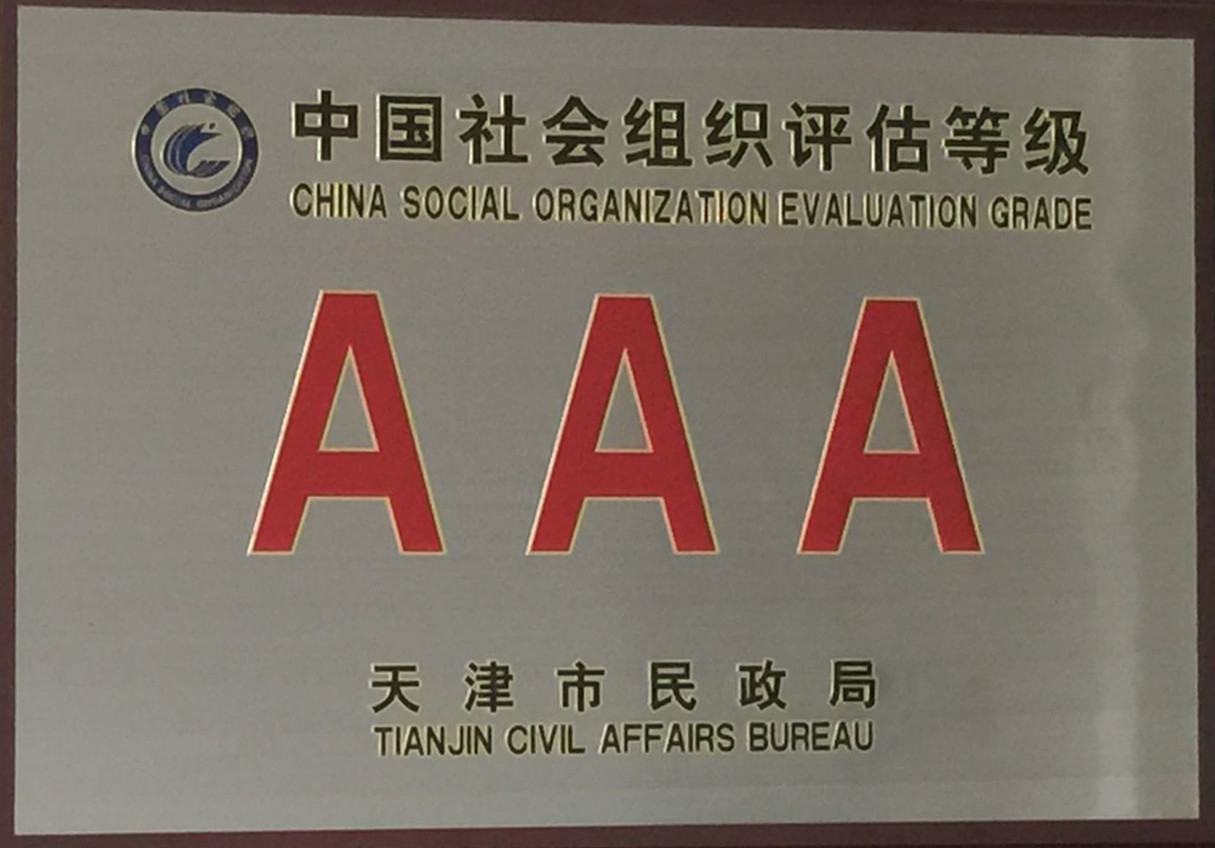 中国社会组织评估等级
CHINA SOCIAL ORGANIZATION EVALUATION GRADE
AAA
天津市民政局
TIANJIN CIVIL AFFAIRS BUREAU